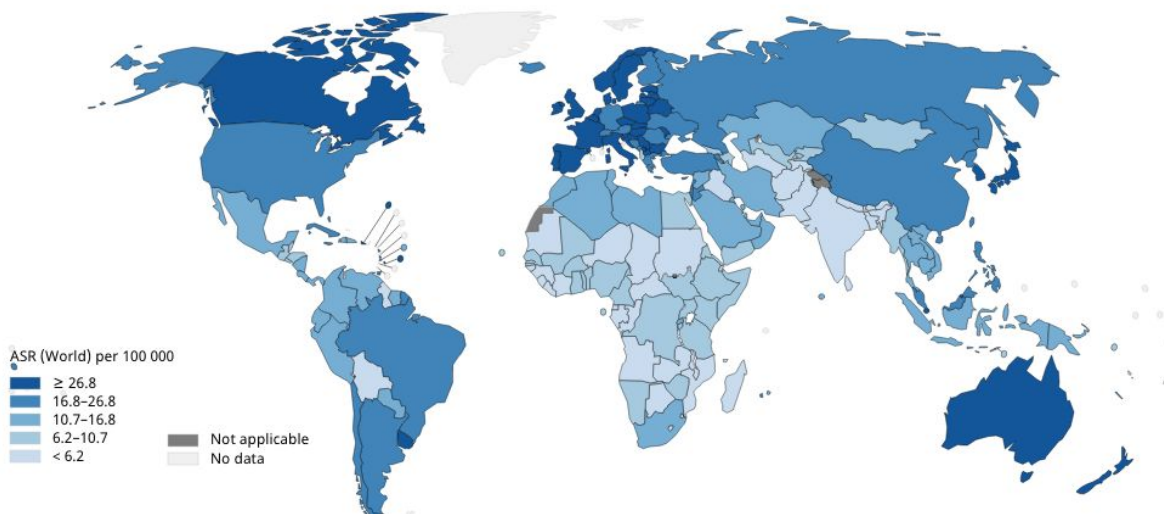 ASR (World) per 100 000
≥ 26.8
16.8–26.8
10.7–16.8
6.2–10.7
< 6.2
Not applicable
No data